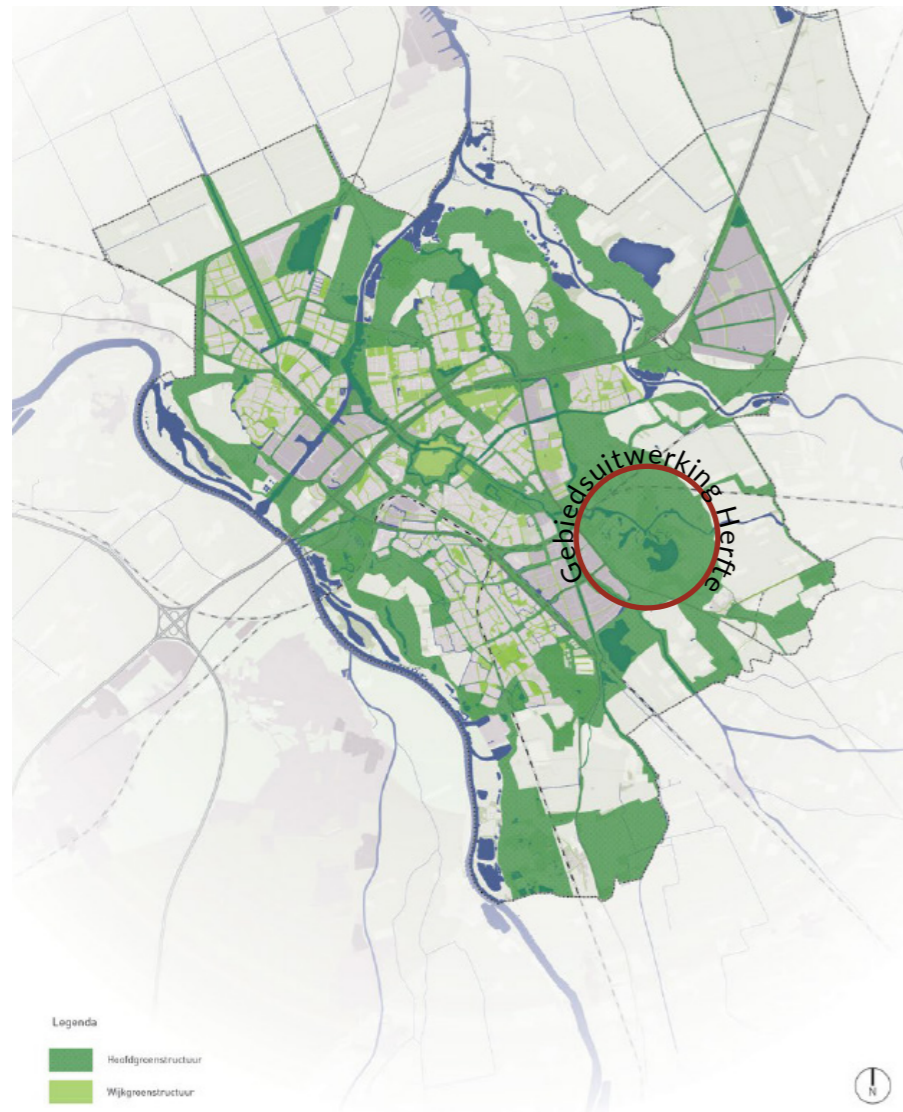 Gebiedsuitwerking Herfte
Legenda
Hoofdgroenstructuur
Wijkgroenstructuur
N